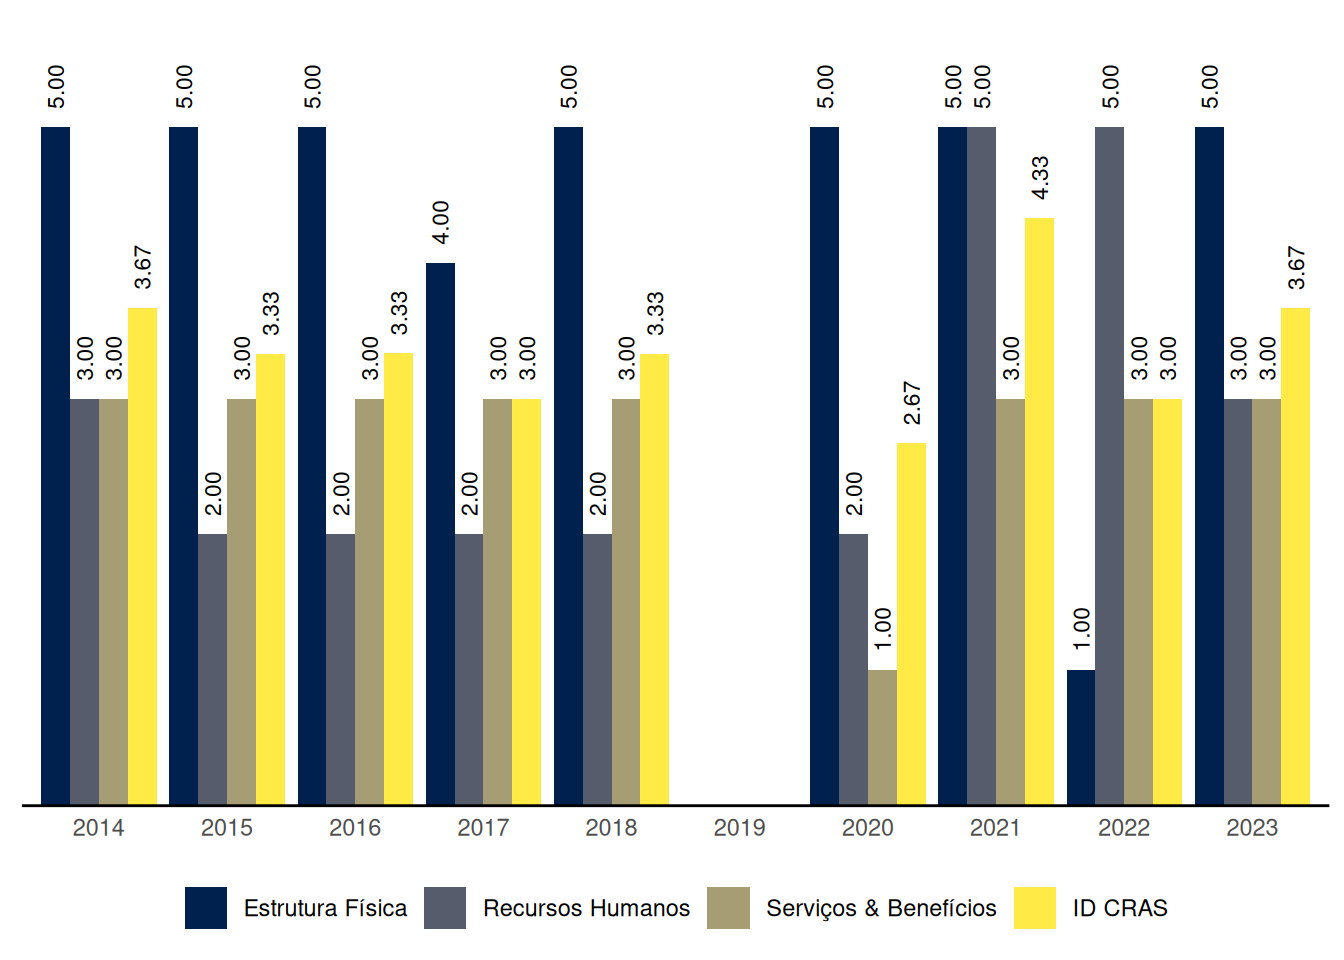 5.00 3.00 3.00 3.67 5.00 2.00 3.00 3.33 5.00 2.00 3.00 3.33 4.00 2.00 3.00 3.00 5.00 2.00 3.00 3.33 5.00 2.00 1.00 2.67 5.00 5.00 3.00 4.33 1.00 5.00 3.00 3.00 5.00 3.00 3.00 3.67
2014 2015 2016 2017 2018 2019 2020 2021 2022 2023
Estrutura Física Recursos Humanos Serviços & Benefícios ID CRAS